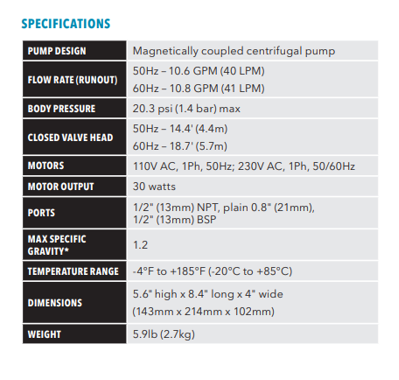 SPECIFICATIONS
PUMP DESIGN Magnetically coupled centrifugal pump
FLOW RATE (RUNOUT) 50Hz – 10.6 GPM (40 LPM)
60Hz – 10.8 GPM (41 LPM)
BODY PRESSURE 20.3 psi (1.4 bar) max
CLOSED VALVE HEAD 50Hz – 14.4' (4.4m)
60Hz – 18.7' (5.7m)
MOTORS 110V AC, 1Ph, 50Hz; 230V AC, 1Ph, 50/60Hz
MOTOR OUTPUT 30 watts
PORTS 1/2" (13mm) NPT, plain 0.8" (21mm),
1/2" (13mm) BSP
MAX SPECIFIC
GRAVITY* 1.2
TEMPERATURE RANGE -4°F to +185°F (-20°C to +85°C)
DIMENSIONS 5.6" high x 8.4" long x 4" wide
(143mm x 214mm x 102mm)
WEIGHT 5.9lb (2.7kg)